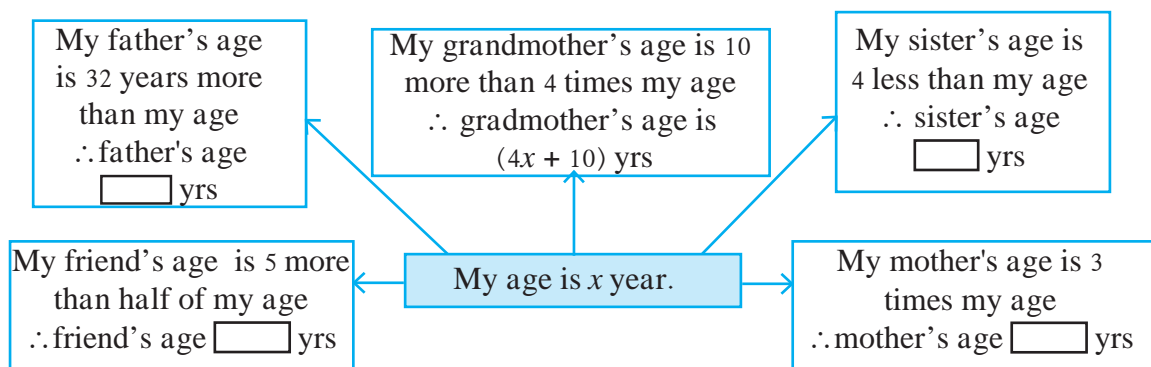 My father's age
is 32 years more
than my age
∴father's age
yrs
My grandmother's age is 10
more than 4 times my age
∴ gradmother's age is
(4x + 10) yrs
My sister's age is
4 less than my age
∴ sister's age
yrs
My friend's age is 5 more
than half of my age
∴friend's age yrs
My age is x year.
My mother's age is 3
times my age
∴mother's age yrs